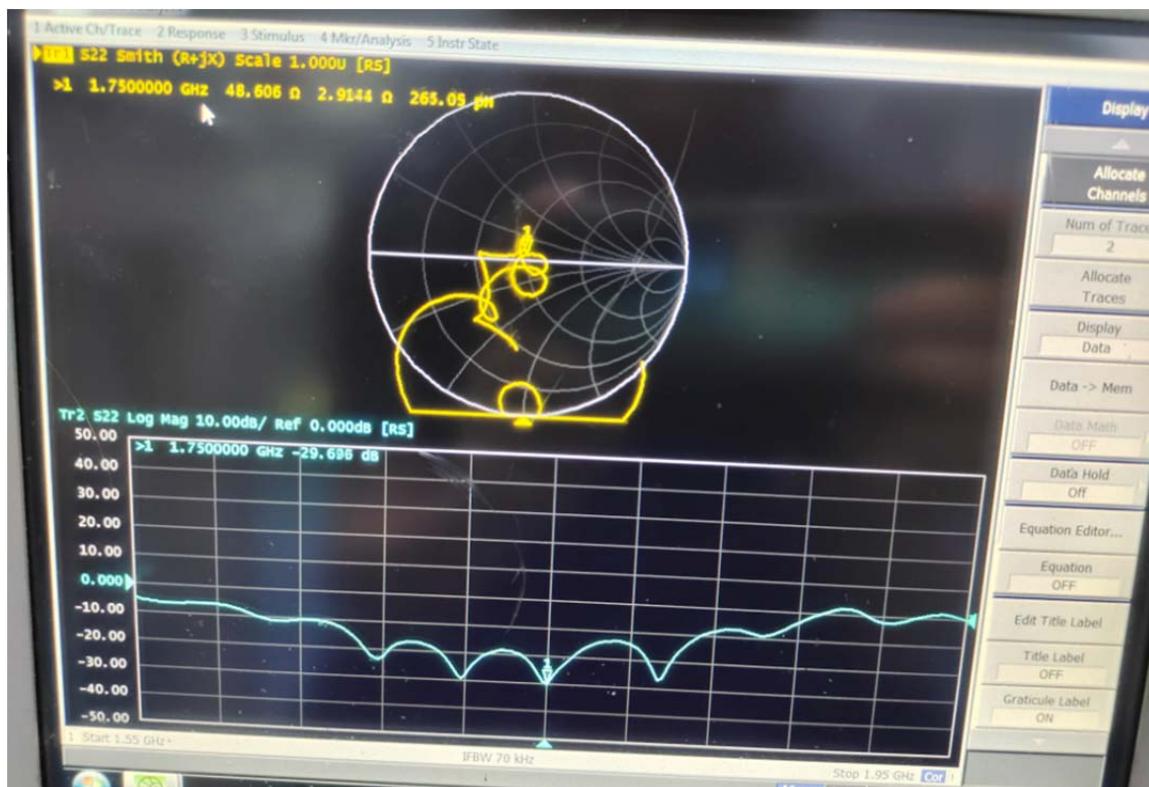 1 Active Ch/Trace 2 Response 3 Stimulus 4 Mkr/Analysis 5 Instr State
Tr1 S22 Smith (R+jX) Scale 1.000U [RS]
>1 1.7500000 GHz 48.606 Ω 2.9144 Ω 265.05 pH
1
Tr2 S22 Log Mag 10.00dB/ Ref 0.000dB [RS]
50.00
>1 1.7500000 GHz -29.696 dB
40.00
30.00
20.00
10.00
0.000
-10.00
-20.00
-30.00
-40.00
-50.00
1
1 Start 1.55 GHz
IFBW 70 kHz
Stop 1.95 GHz Cor
Display
Allocate
Channels
Num of Trace
2
Allocate
Traces
Display
Data
Data -> Mem
Data Math
OFF
Data Hold
Off
Equation Editor...
Equation
OFF
Edit Title Label
Title Label
OFF
Graticule Label
ON